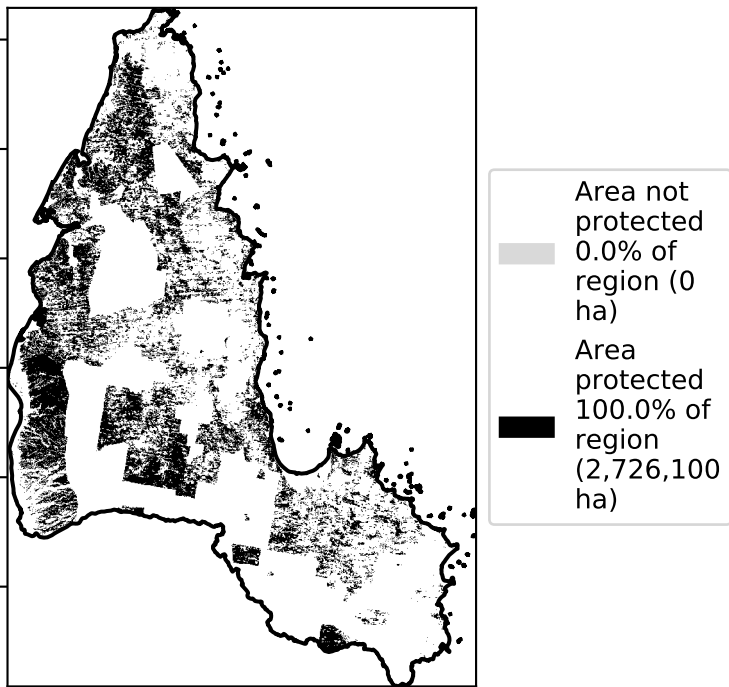 Area not
protected
0.0% of
region (0
ha)
Area
protected
100.0% of
region
(2,726,100
ha)